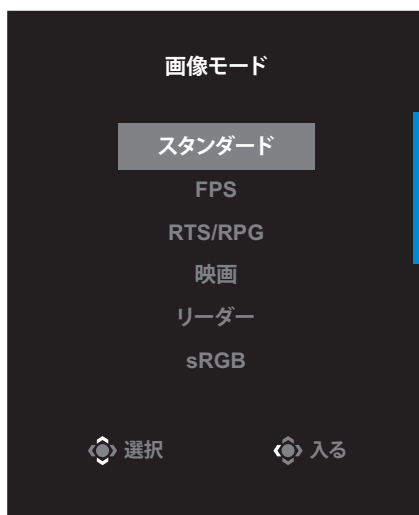 画像モード
スタンダード
FPS
RTS/RPG
映画
リーダー
sRGB
選択 入る